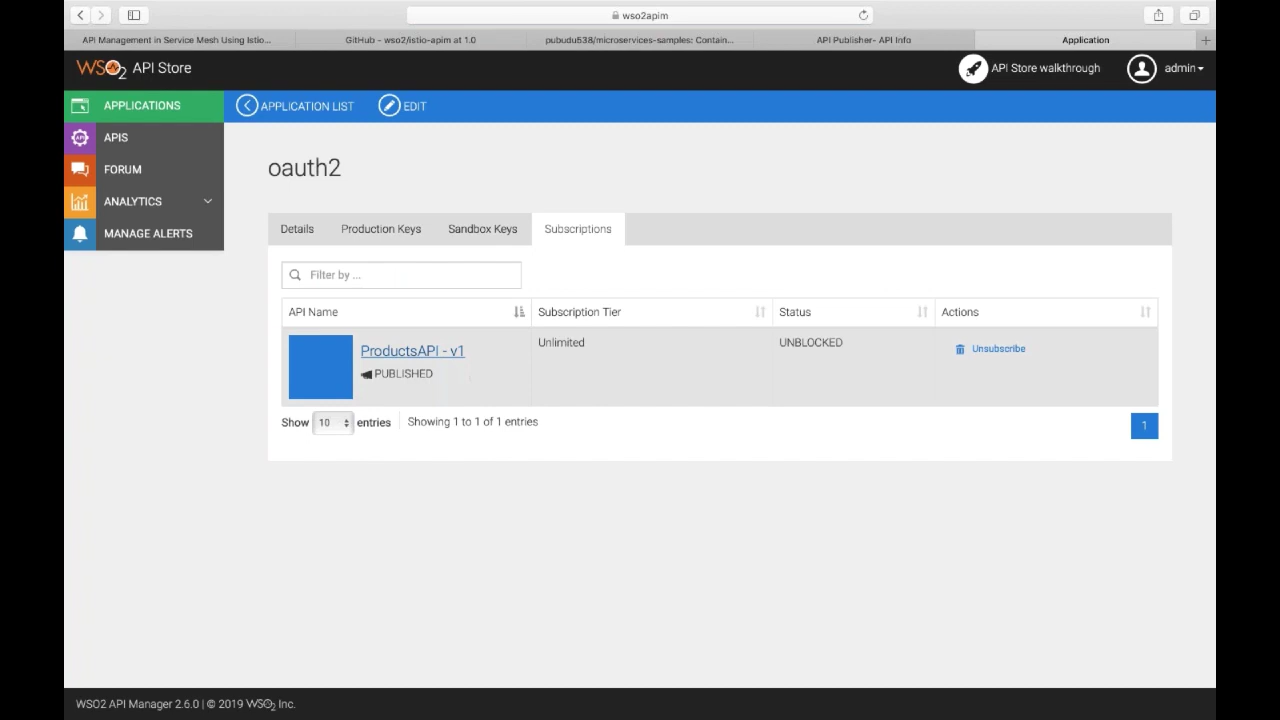 wso2apim
API Management in Service Mesh Using Istio...
GitHub - wso2/istio-apim at 1.0
pubudu538/microservices-samples: Contain...
API Publisher- API Info
Application
WSO2 API Store
API Store walkthrough
admin
APPLICATIONS
APPLICATION LIST
EDIT
API
APIS
FORUM
ANALYTICS
MANAGE ALERTS
oauth2
Details
Production Keys
Sandbox Keys
Subscriptions
Filter by ...
API Name
Subscription Tier
Status
Actions
ProductsAPI - v1
PUBLISHED
Unlimited
UNBLOCKED
Unsubscribe
Show 10 entries
Showing 1 to 1 of 1 entries
1
WSO2 API Manager 2.6.0 | © 2019 WSO2 Inc.